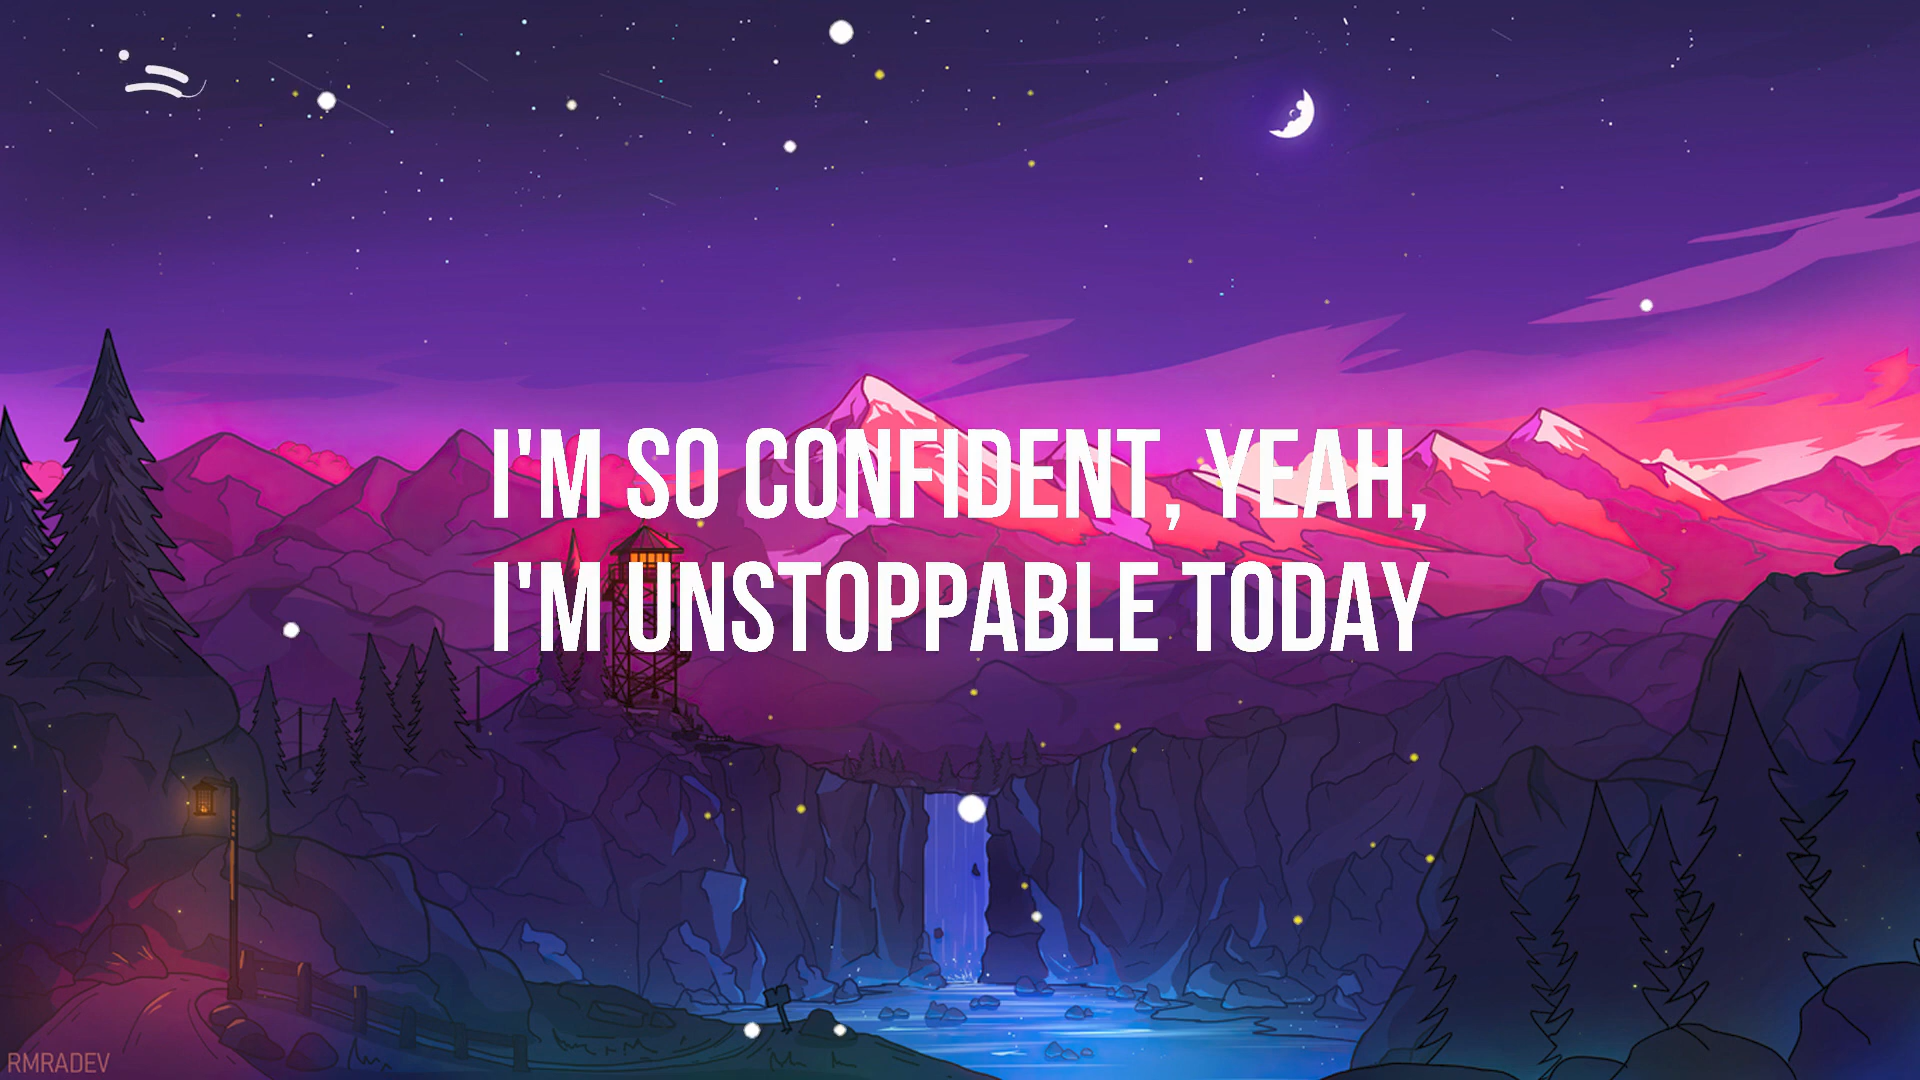 I'M SO CONFIDENT, YEAH,
I'M UNSTOPPABLE TODAY
RMRADEV